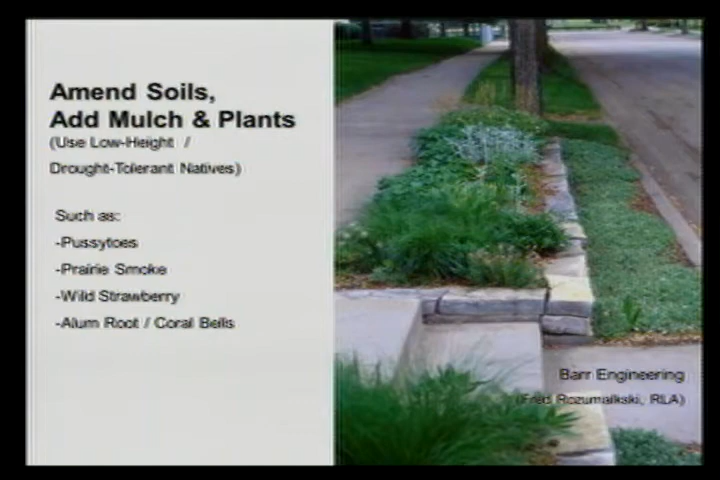 Amend Soils,
Add Mulch & Plants
(Use Low-Height /
Drought-Tolerant Natives)
Such as:
-Pussytoes
-Prairie Smoke
-Wild Strawberry
-Alum Root / Coral Bells
Barr Engineering
(Fred Rozumalkski, RLA)